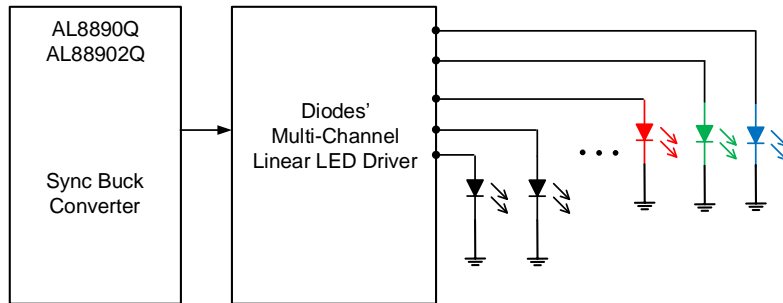 AL8890Q
AL88902Q
Sync Buck
Converter
Diodes'
Multi-Channel
Linear LED Driver